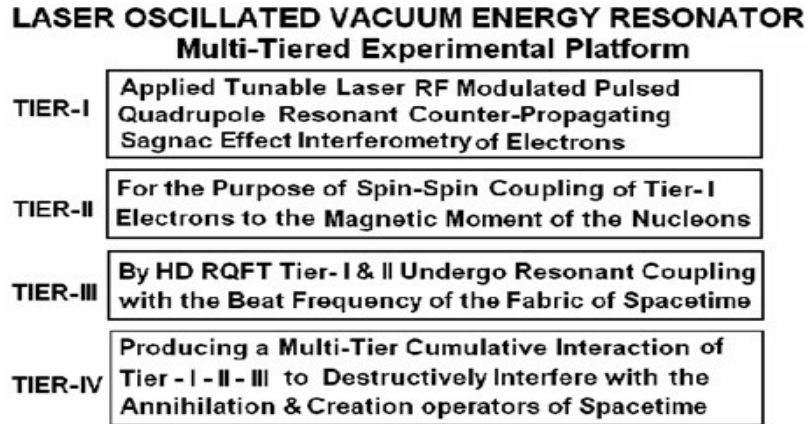 LASER OSCILLATED VACUUM ENERGY RESONATOR
Multi-Tiered Experimental Platform
TIER-I
Applied Tunable Laser RF Modulated Pulsed
Quadrupole Resonant Counter-Propagating
Sagnac Effect Interferometry of Electrons
TIER-II
For the Purpose of Spin-Spin Coupling of Tier-I
Electrons to the Magnetic Moment of the Nucleons
TIER-III
By HD RQFT Tier-I & II Undergo Resonant Coupling
with the Beat Frequency of the Fabric of Spacetime
TIER-IV
Producing a Multi-Tier Cumulative Interaction of
Tier - I - II - III to Destructively Interfere with the
Annihilation & Creation operators of Spacetime